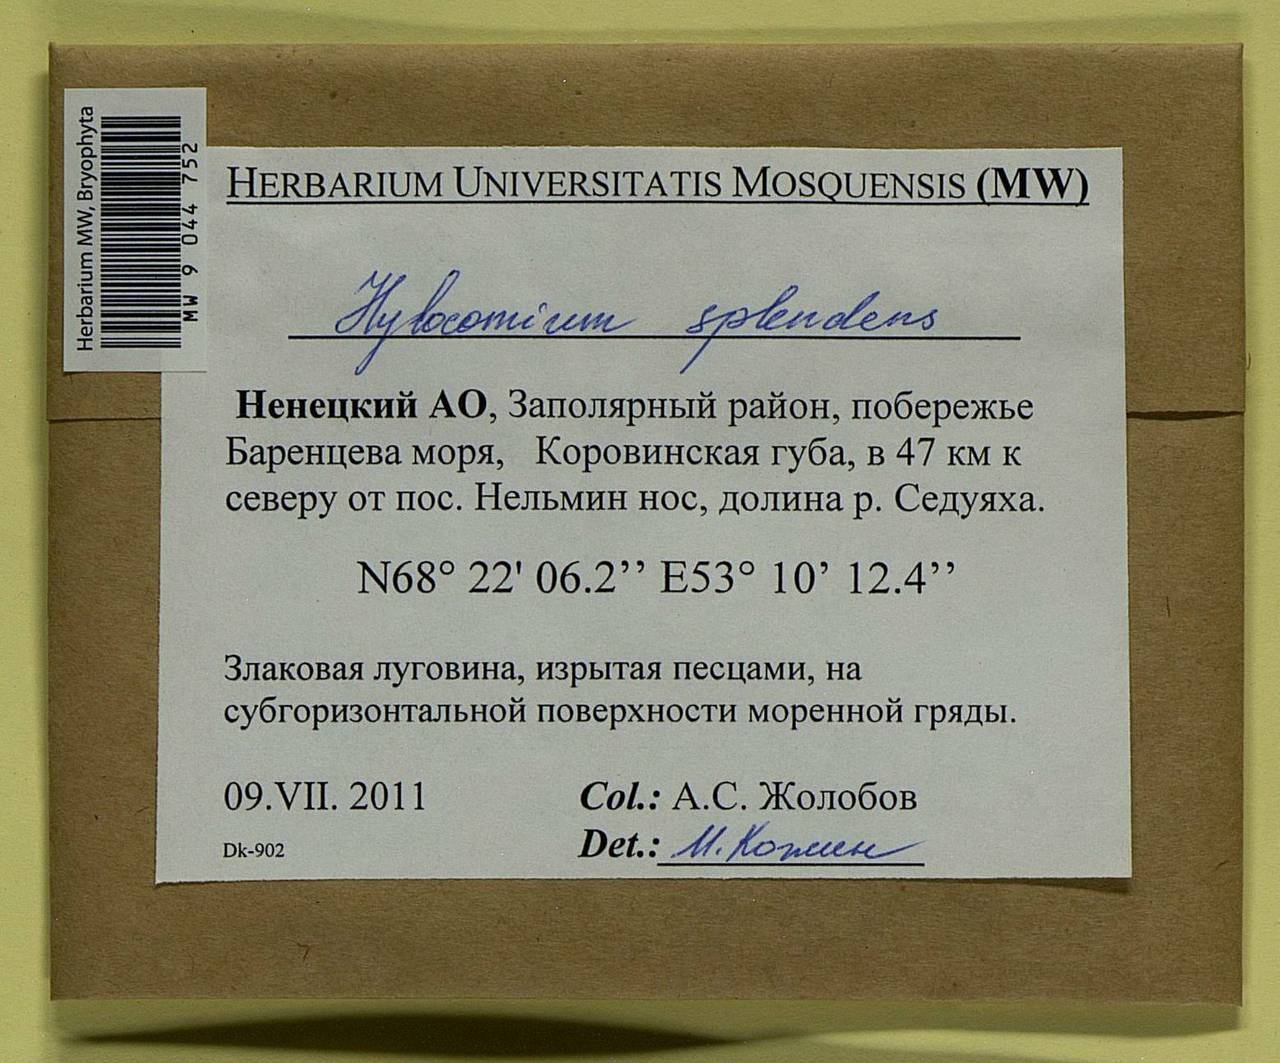 Herbarium MW, Bryophyta
MW 9 044 752
HERBARIUM UNIVERSITATIS MOSQUENSIS (MW)
Hylocomium splendens
Ненецкий АО, Заполярный район, побережье
Баренцева моря, Коровинская губа, в 47 км к
северу от пос. Нельмин нос, долина р. Седуяха.
N68° 22' 06.2’’ E53° 10’ 12.4’’
Злаковая луговина, изрытая песцами, на
субгоризонтальной поверхности моренной гряды.
09.VII. 2011 Col.: А.С. Жолобов
Dk-902 Det.: М. Кожин